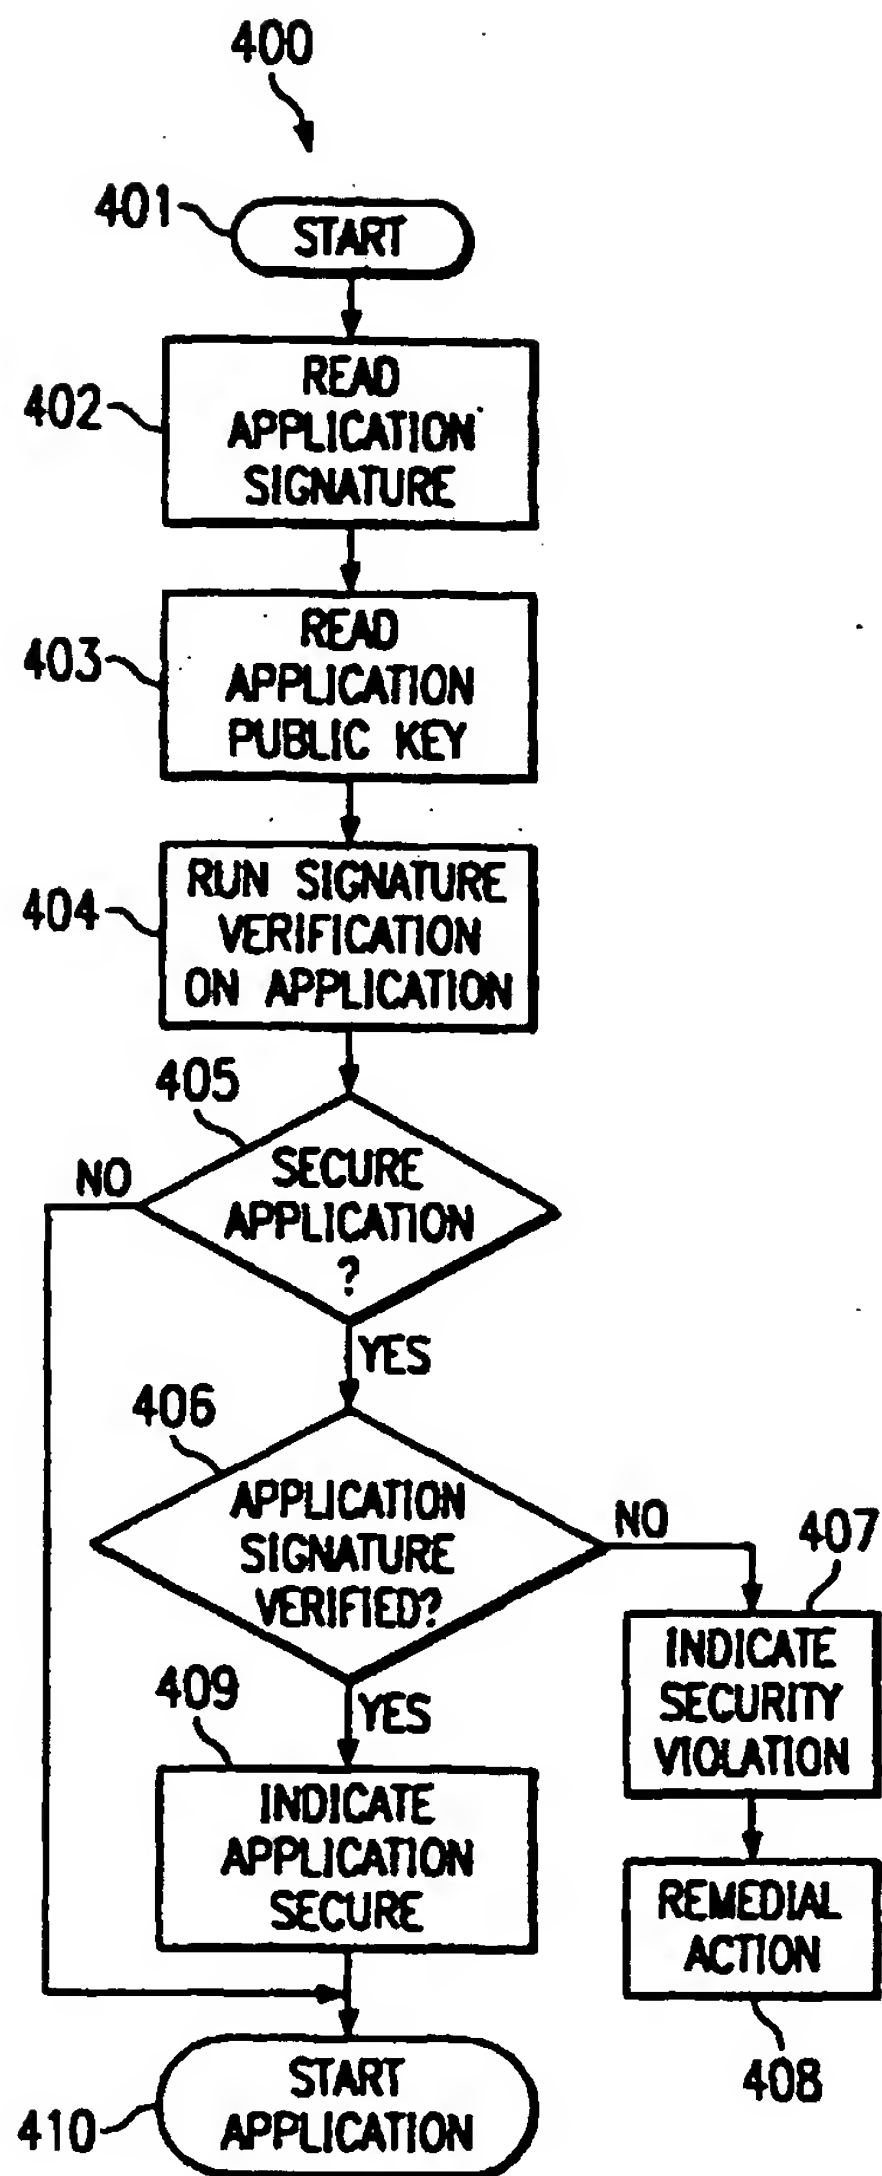 400
401
START
402
READ
APPLICATION
SIGNATURE
403
READ
APPLICATION
PUBLIC KEY
404
RUN SIGNATURE
VERIFICATION
ON APPLICATION
405
NO
SECURE
APPLICATION
?
YES
406
APPLICATION
SIGNATURE
VERIFIED?
NO
407
INDICATE
SECURITY
VIOLATION
409
YES
INDICATE
APPLICATION
SECURE
REMEDIAL
ACTION
408
410
START
APPLICATION